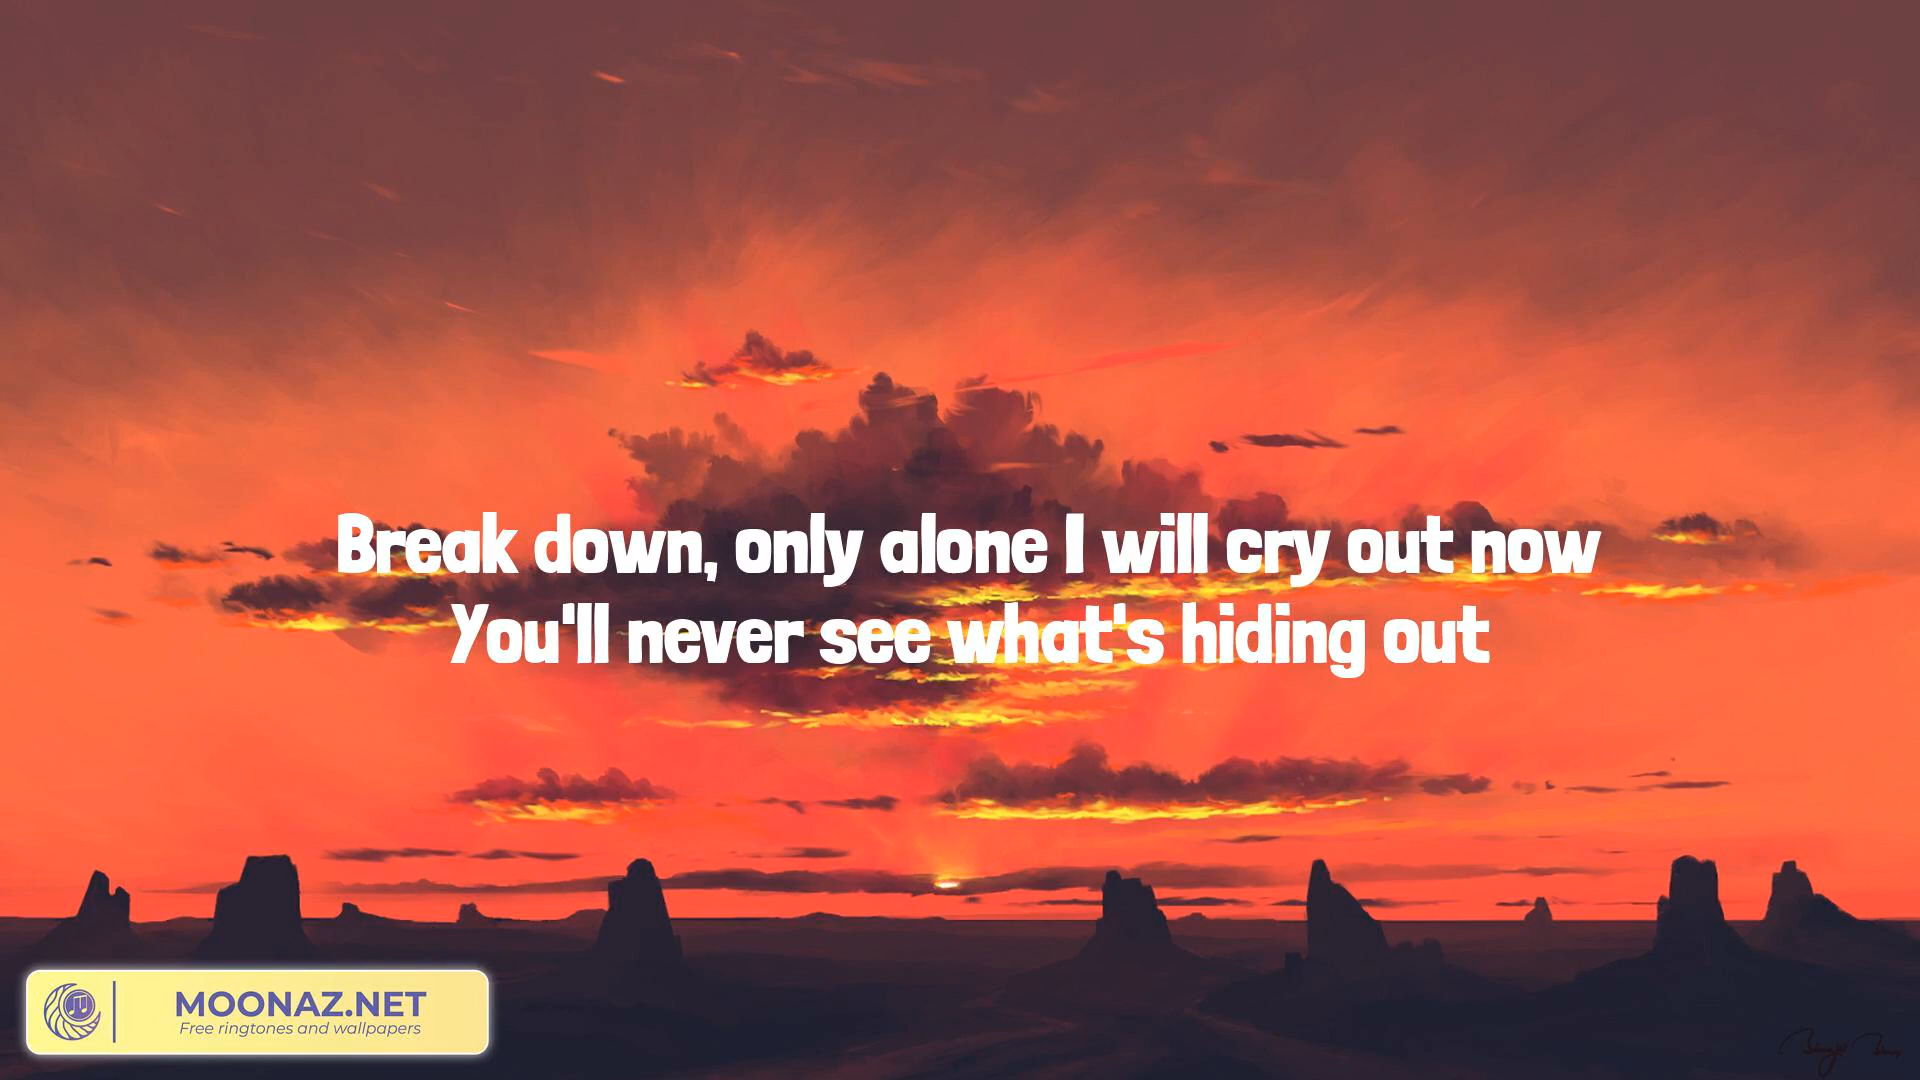 Break down, only alone I will cry out now
You'll never see what's hiding out
MOONAZ.NET
Free ringtones and wallpapers